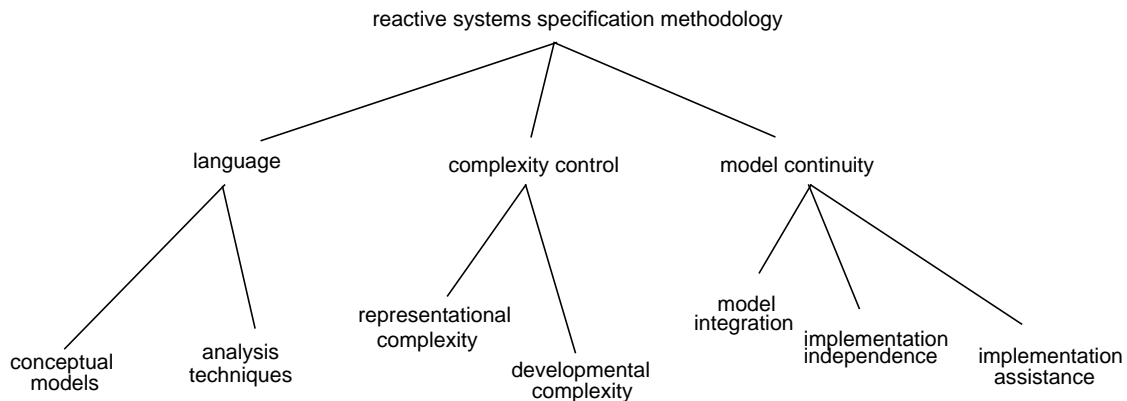 reactive systems specification methodology
language
complexity control
model continuity
conceptual
models
analysis
techniques
representational
complexity
developmental
complexity
model
integration
implementation
independence
implementation
assistance